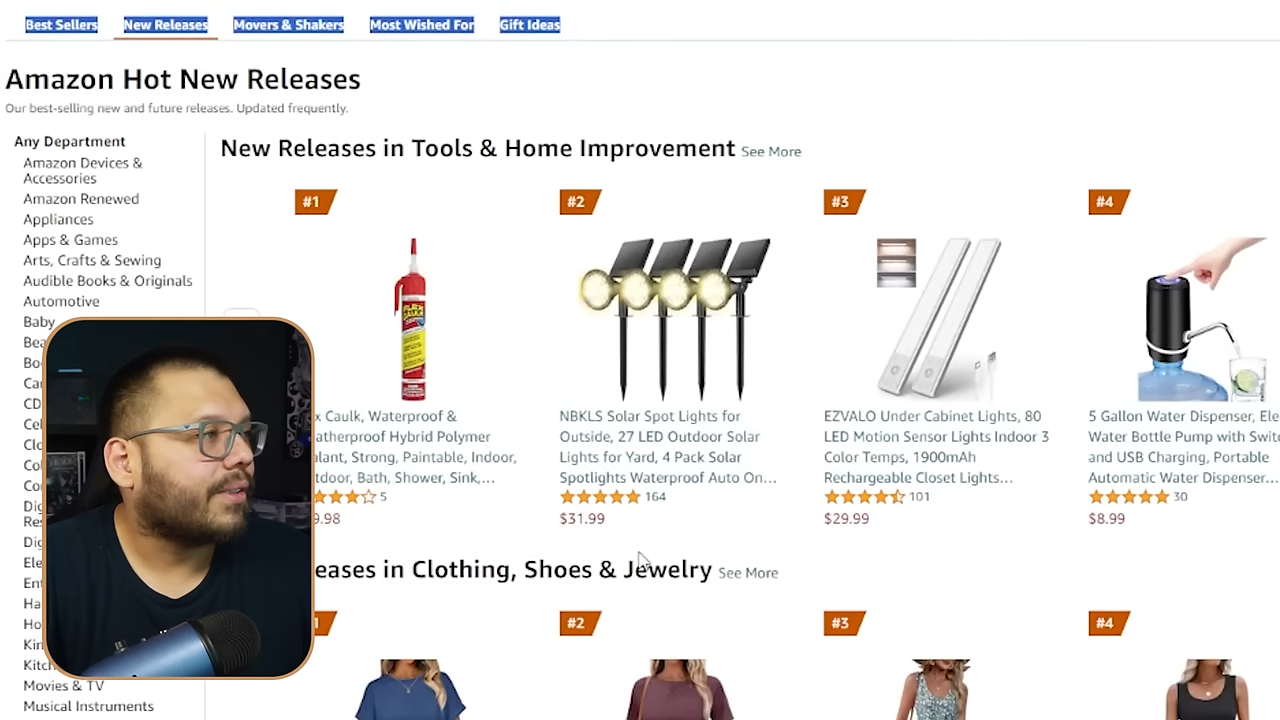 Best Sellers New Releases Movers & Shakers Most Wished For Gift Ideas
Amazon Hot New Releases
Our best-selling new and future releases. Updated frequently.
Any Department
Amazon Devices &
Accessories
Amazon Renewed
Appliances
Apps & Games
Arts, Crafts & Sewing
Audible Books & Originals
Automotive
Baby
Movies & TV
Musical Instruments
New Releases in Tools & Home Improvement See More
#1
FLEX
CAULK
x Caulk, Waterproof &
atherproof Hybrid Polymer
alant, Strong, Paintable, Indoor,
tdoor, Bath, Shower, Sink,...
5
9.98
#2
NBKLS Solar Spot Lights for
Outside, 27 LED Outdoor Solar
Lights for Yard, 4 Pack Solar
Spotlights Waterproof Auto On...
164
$31.99
#3
EZVALO Under Cabinet Lights, 80
LED Motion Sensor Lights Indoor 3
Color Temps, 1900mAh
Rechargeable Closet Lights...
101
$29.99
#4
5 Gallon Water Dispenser, Ele
Water Bottle Pump with Switc
and USB Charging, Portable
Automatic Water Dispenser...
30
$8.99
eases in Clothing, Shoes & Jewelry See More
1
#2
#3
#4